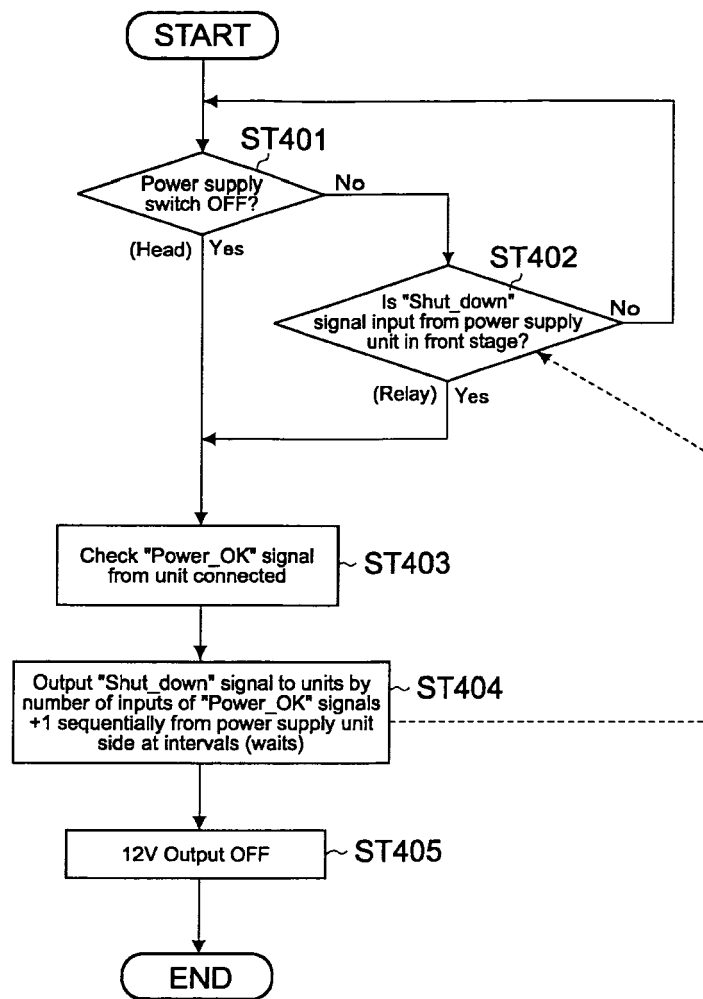 START
ST401
Power supply
switch OFF?
No
(Head) Yes
ST402
Is "Shut_down"
signal input from power supply
unit in front stage?
No
(Relay) Yes
Check "Power_OK" signal
from unit connected
ST403
Output "Shut_down" signal to units by
number of inputs of "Power_OK" signals
+1 sequentially from power supply unit
side at intervals (waits)
ST404
12V Output OFF
ST405
END